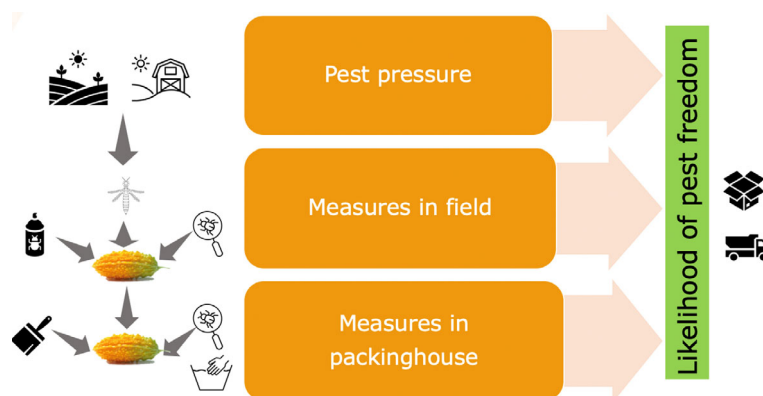 Pest pressure
Measures in field
Measures in
packinghouse
Likelihood of pest freedom